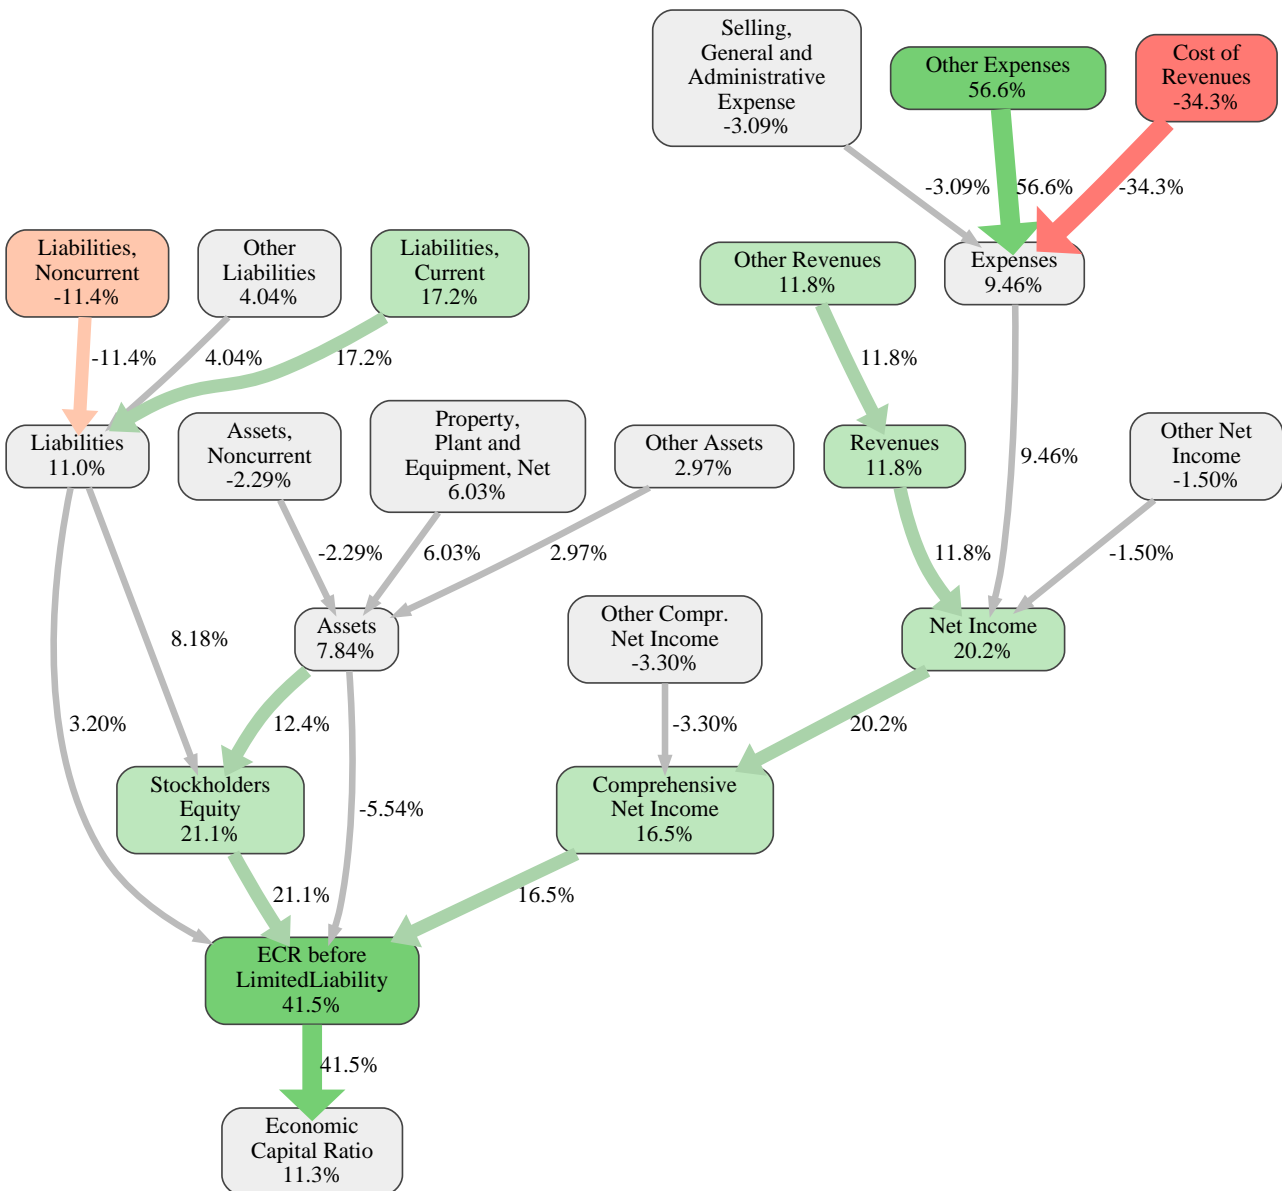 Selling,
General and
Administrative
Expense
-3.09%
Other Expenses
56.6%
Cost of
Revenues
-34.3%
-3.09%
56.6%
-34.3%
Liabilities,
Noncurrent
-11.4%
Other
Liabilities
4.04%
Liabilities,
Current
17.2%
Other Revenues
11.8%
Expenses
9.46%
-11.4%
4.04%
17.2%
11.8%
Liabilities
11.0%
Assets,
Noncurrent
-2.29%
Property,
Plant and
Equipment, Net
6.03%
Other Assets
2.97%
Revenues
11.8%
9.46%
Other Net
Income
-1.50%
-2.29%
6.03%
2.97%
11.8%
-1.50%
8.18%
Assets
7.84%
Other Compr.
Net Income
-3.30%
Net Income
20.2%
3.20%
12.4%
-3.30%
20.2%
Stockholders
Equity
21.1%
-5.54%
Comprehensive
Net Income
16.5%
21.1%
16.5%
ECR before
LimitedLiability
41.5%
41.5%
Economic
Capital Ratio
11.3%